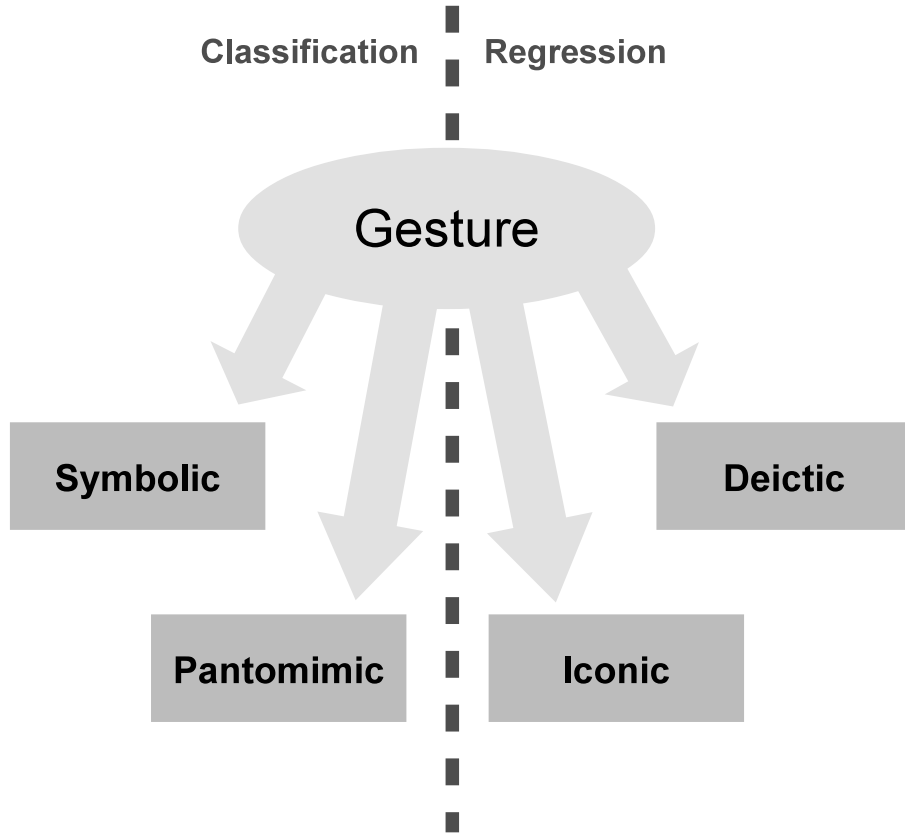 Classification
Regression
Gesture
Symbolic
Deictic
Pantomimic
Iconic